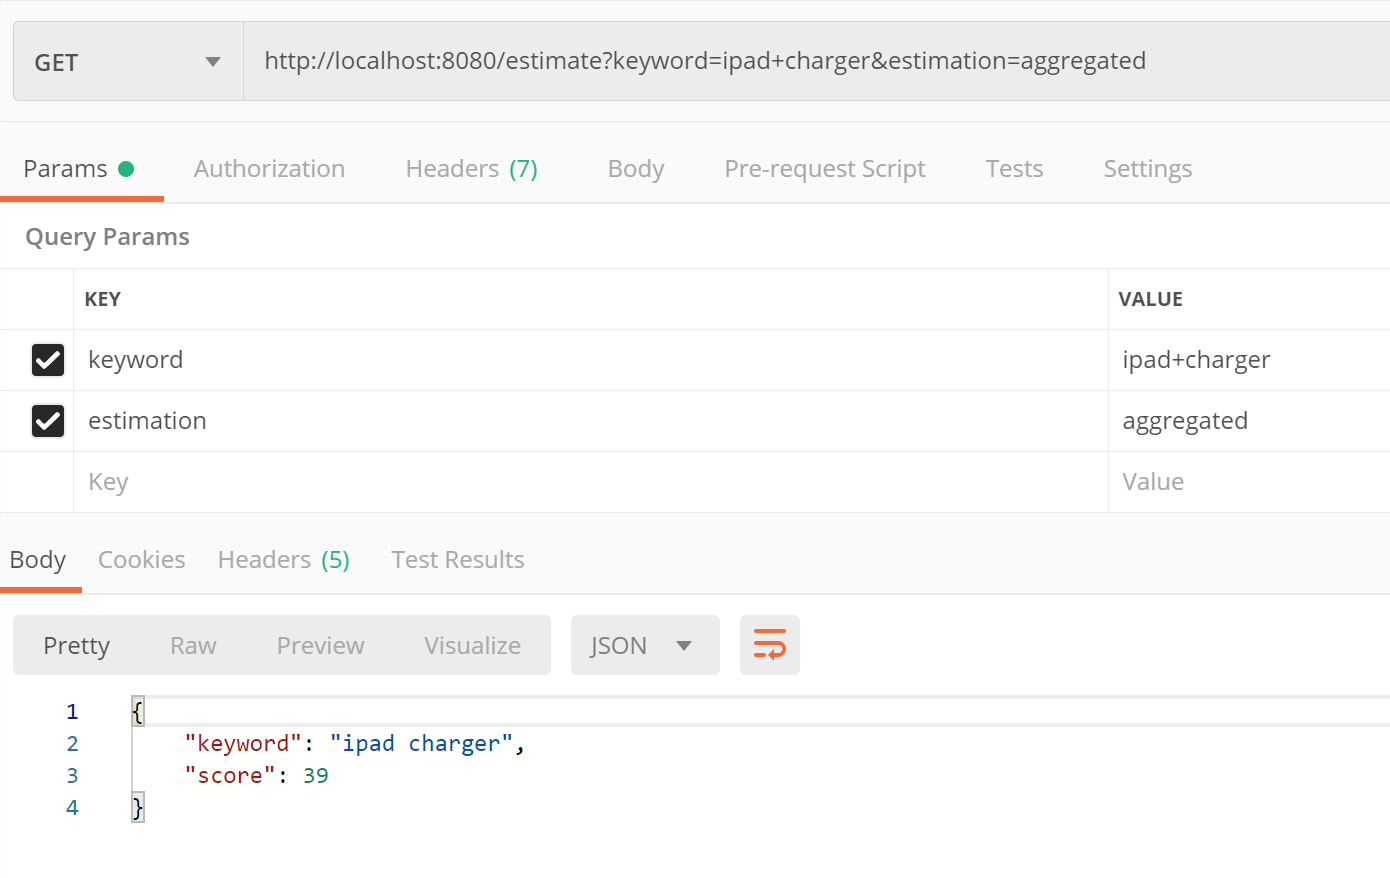 GET http://localhost:8080/estimate?keyword=ipad+charger&estimation=aggregated
Params Authorization Headers (7) Body Pre-request Script Tests Settings
Query Params
KEY VALUE
keyword ipad+charger
estimation aggregated
Key Value
Body Cookies Headers (5) Test Results
Pretty Raw Preview Visualize JSON
1 {
2 "keyword": "ipad charger",
3 "score": 39
4 }